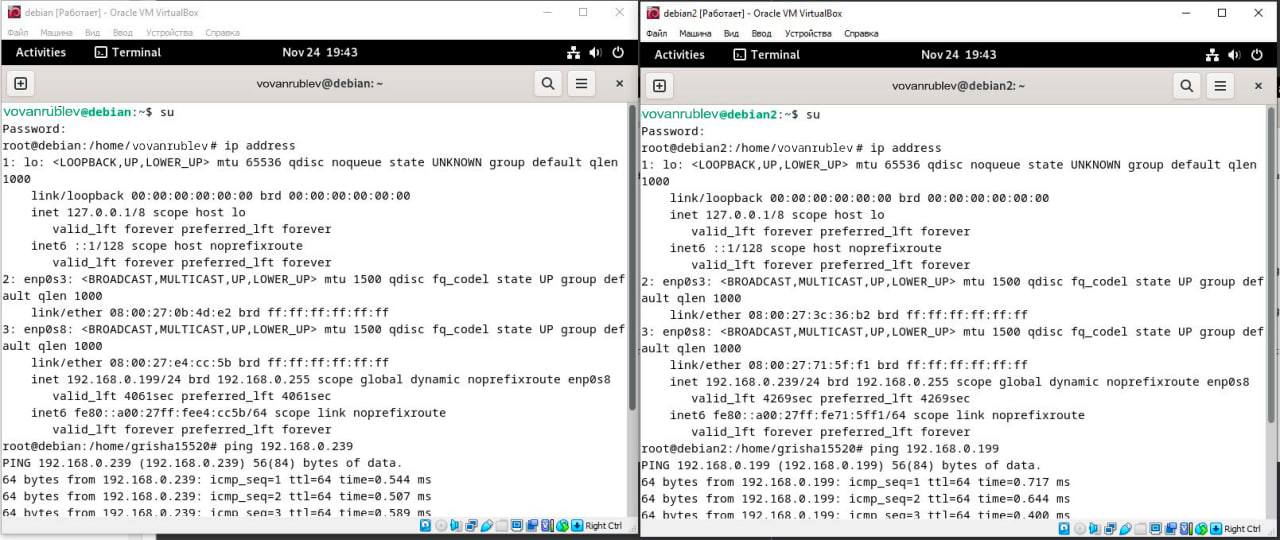 debian [Работает] - Oracle VM VirtualBox
Файл Машина Вид Ввод Устройства Справка
Activities Terminal Nov 24 19:43
vovanrublev@debian: ~
vovanrublev@debian:~$ su
Password:
root@debian:/home/vovanrublev# ip address
1: lo: <LOOPBACK,UP,LOWER_UP> mtu 65536 qdisc noqueue state UNKNOWN group default qlen
1000
link/loopback 00:00:00:00:00:00 brd 00:00:00:00:00:00
inet 127.0.0.1/8 scope host lo
valid_lft forever preferred_lft forever
inet6 ::1/128 scope host noprefixroute
valid_lft forever preferred_lft forever
2: enp0s3: <BROADCAST,MULTICAST,UP,LOWER_UP> mtu 1500 qdisc fq_codel state UP group def
ault qlen 1000
link/ether 08:00:27:0b:4d:e2 brd ff:ff:ff:ff:ff:ff
3: enp0s8: <BROADCAST,MULTICAST,UP,LOWER_UP> mtu 1500 qdisc fq_codel state UP group def
ault qlen 1000
link/ether 08:00:27:e4:cc:5b brd ff:ff:ff:ff:ff:ff
inet 192.168.0.199/24 brd 192.168.0.255 scope global dynamic noprefixroute enp0s8
valid_lft 4061sec preferred_lft 4061sec
inet6 fe80::a00:27ff:fee4:cc5b/64 scope link noprefixroute
valid_lft forever preferred_lft forever
root@debian:/home/grisha15520# ping 192.168.0.239
PING 192.168.0.239 (192.168.0.239) 56(84) bytes of data.
64 bytes from 192.168.0.239: icmp_seq=1 ttl=64 time=0.544 ms
64 bytes from 192.168.0.239: icmp_seq=2 ttl=64 time=0.507 ms
64 bytes from 192.168.0.239: icmp_seq=3 ttl=64 time=0.589 ms
Right Ctrl
debian2 [Работает] - Oracle VM VirtualBox
Файл Машина Вид Ввод Устройства Справка
Activities Terminal Nov 24 19:43
vovanrublev@debian2: ~
vovanrublev@debian2:~$ su
Password:
root@debian2:/home/vovanrublev# ip address
1: lo: <LOOPBACK,UP,LOWER_UP> mtu 65536 qdisc noqueue state UNKNOWN group default qlen
1000
link/loopback 00:00:00:00:00:00 brd 00:00:00:00:00:00
inet 127.0.0.1/8 scope host lo
valid_lft forever preferred_lft forever
inet6 ::1/128 scope host noprefixroute
valid_lft forever preferred_lft forever
2: enp0s3: <BROADCAST,MULTICAST,UP,LOWER_UP> mtu 1500 qdisc fq_codel state UP group def
ault qlen 1000
link/ether 08:00:27:3c:36:b2 brd ff:ff:ff:ff:ff:ff
3: enp0s8: <BROADCAST,MULTICAST,UP,LOWER_UP> mtu 1500 qdisc fq_codel state UP group def
ault qlen 1000
link/ether 08:00:27:71:5f:f1 brd ff:ff:ff:ff:ff:ff
inet 192.168.0.239/24 brd 192.168.0.255 scope global dynamic noprefixroute enp0s8
valid_lft 4269sec preferred_lft 4269sec
inet6 fe80::a00:27ff:fe71:5ff1/64 scope link noprefixroute
valid_lft forever preferred_lft forever
root@debian2:/home/grisha15520# ping 192.168.0.199
PING 192.168.0.199 (192.168.0.199) 56(84) bytes of data.
64 bytes from 192.168.0.199: icmp_seq=1 ttl=64 time=0.717 ms
64 bytes from 192.168.0.199: icmp_seq=2 ttl=64 time=0.644 ms
64 bytes from 192.168.0.199: icmp_seq=3 ttl=64 time=0.400 ms
Right Ctrl